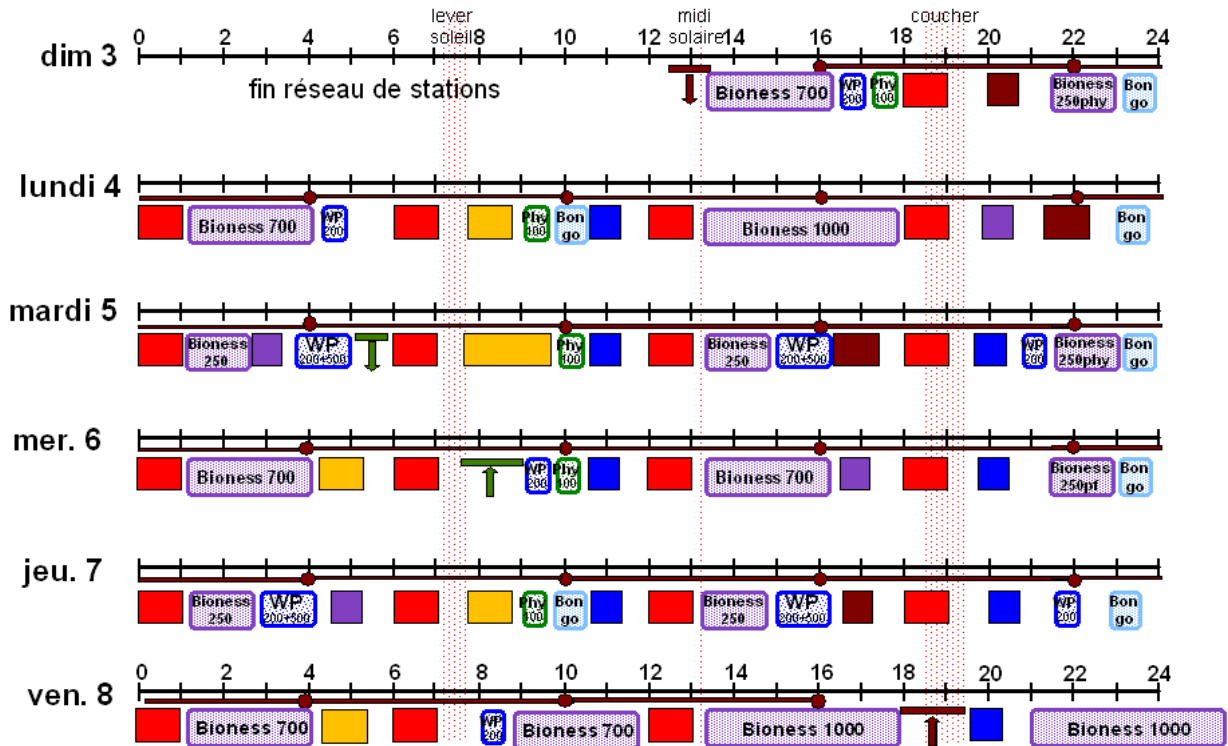 lever
soleil
midi
solaire
coucher
0 2 4 6 8 10 12 14 16 18 20 22 24
dim 3
fin réseau de stations
Bioness 700
WP
200
Phy
100
Bioness
250phy
Bon
go
lundi 4
Bioness 700
WP
200
Phy
100
Bon
go
Bioness 1000
Bon
go
mardi 5
Bioness
250
WP
200+500
Phy
100
Bioness
250
WP
200+500
WP
200
Bioness
250phy
Bon
go
mer. 6
Bioness 700
WP
200
Phy
100
Bioness 700
Bioness
250pf
Bon
go
jeu. 7
Bioness
250
WP
200+500
Phy
100
Bon
go
Bioness
250
WP
200+500
WP
200
Bon
go
0 2 4 6 8 10 12 14 16 18 20 22 24
ven. 8
Bioness 700
WP
200
Bioness 700
Bioness 1000
Bioness 1000